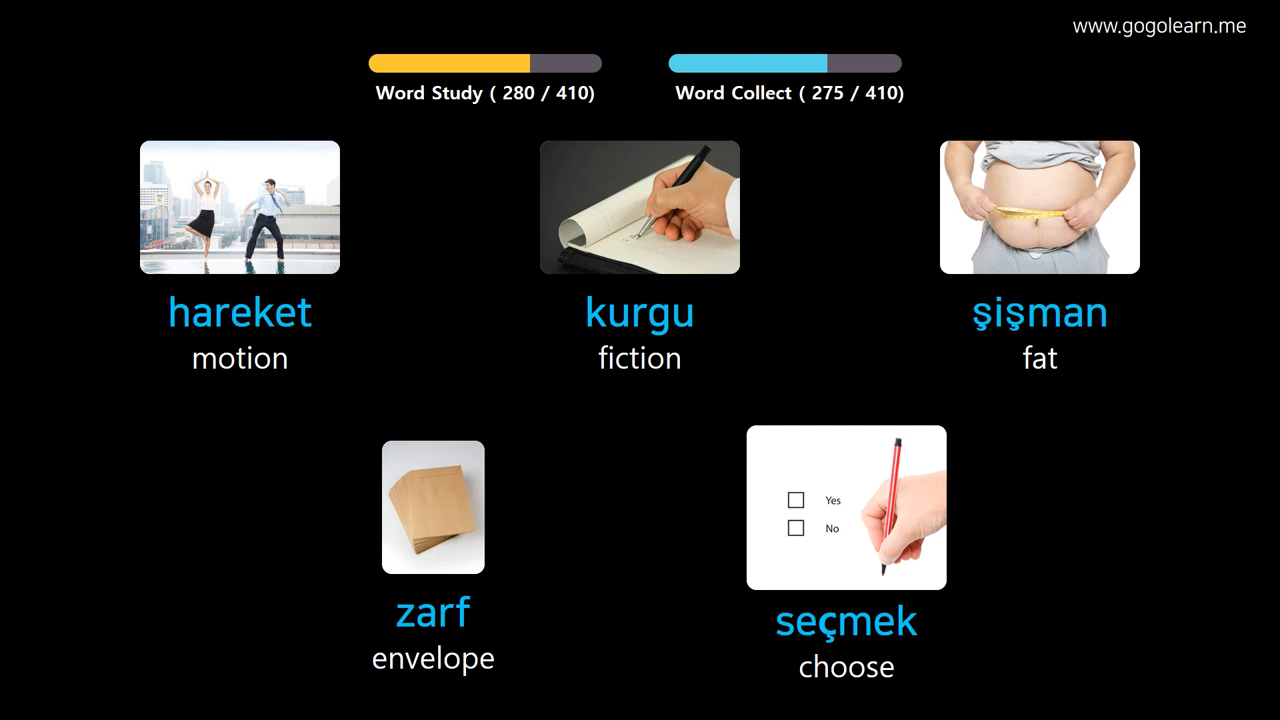 www.gogolearn.me
Word Study ( 280 / 410)
Word Collect ( 275 / 410)
hareket
motion
kurgu
fiction
şişman
fat
zarf
envelope
Yes
No
seçmek
choose